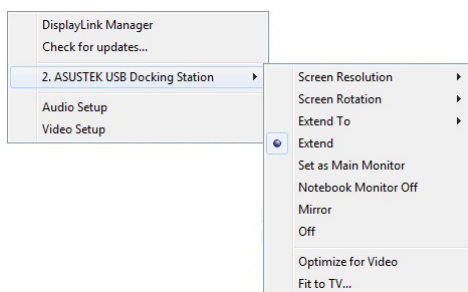 DisplayLink Manager
Check for updates...
2. ASUSTEK USB Docking Station
Audio Setup
Video Setup
Screen Resolution
Screen Rotation
Extend To
Extend
Set as Main Monitor
Notebook Monitor Off
Mirror
Off
Optimize for Video
Fit to TV...